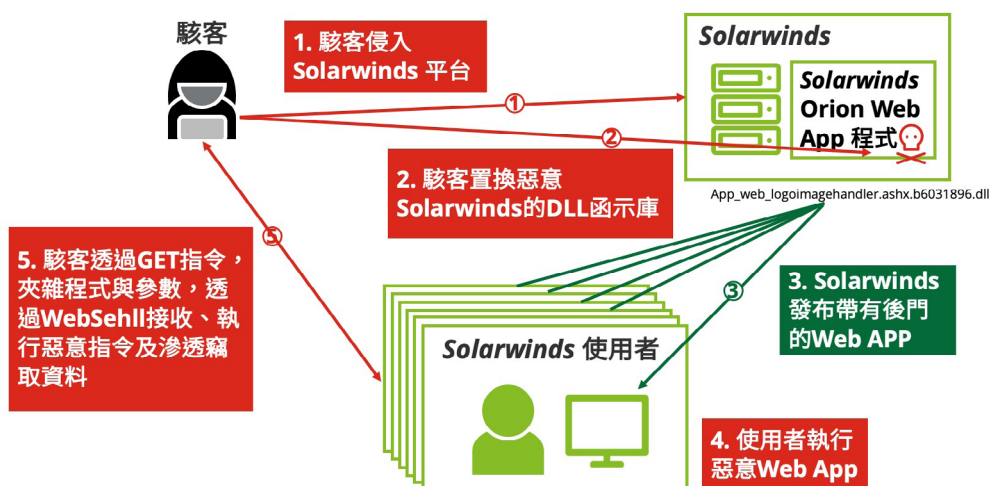 駭客
1. 駭客侵入
Solarwinds 平台
①
②
Solarwinds
Solarwinds
Orion Web
App 程式
App_web_logoimagehandler.ashx.b6031896.dll
2. 駭客置換惡意
Solarwinds的DLL函示庫
⑤
5. 駭客透過GET指令，
夾雜程式與參數，透
過WebSehll接收、執
行惡意指令及滲透竊
取資料
③
3. Solarwinds
發布帶有後門
的Web APP
Solarwinds 使用者
4. 使用者執行
惡意Web App